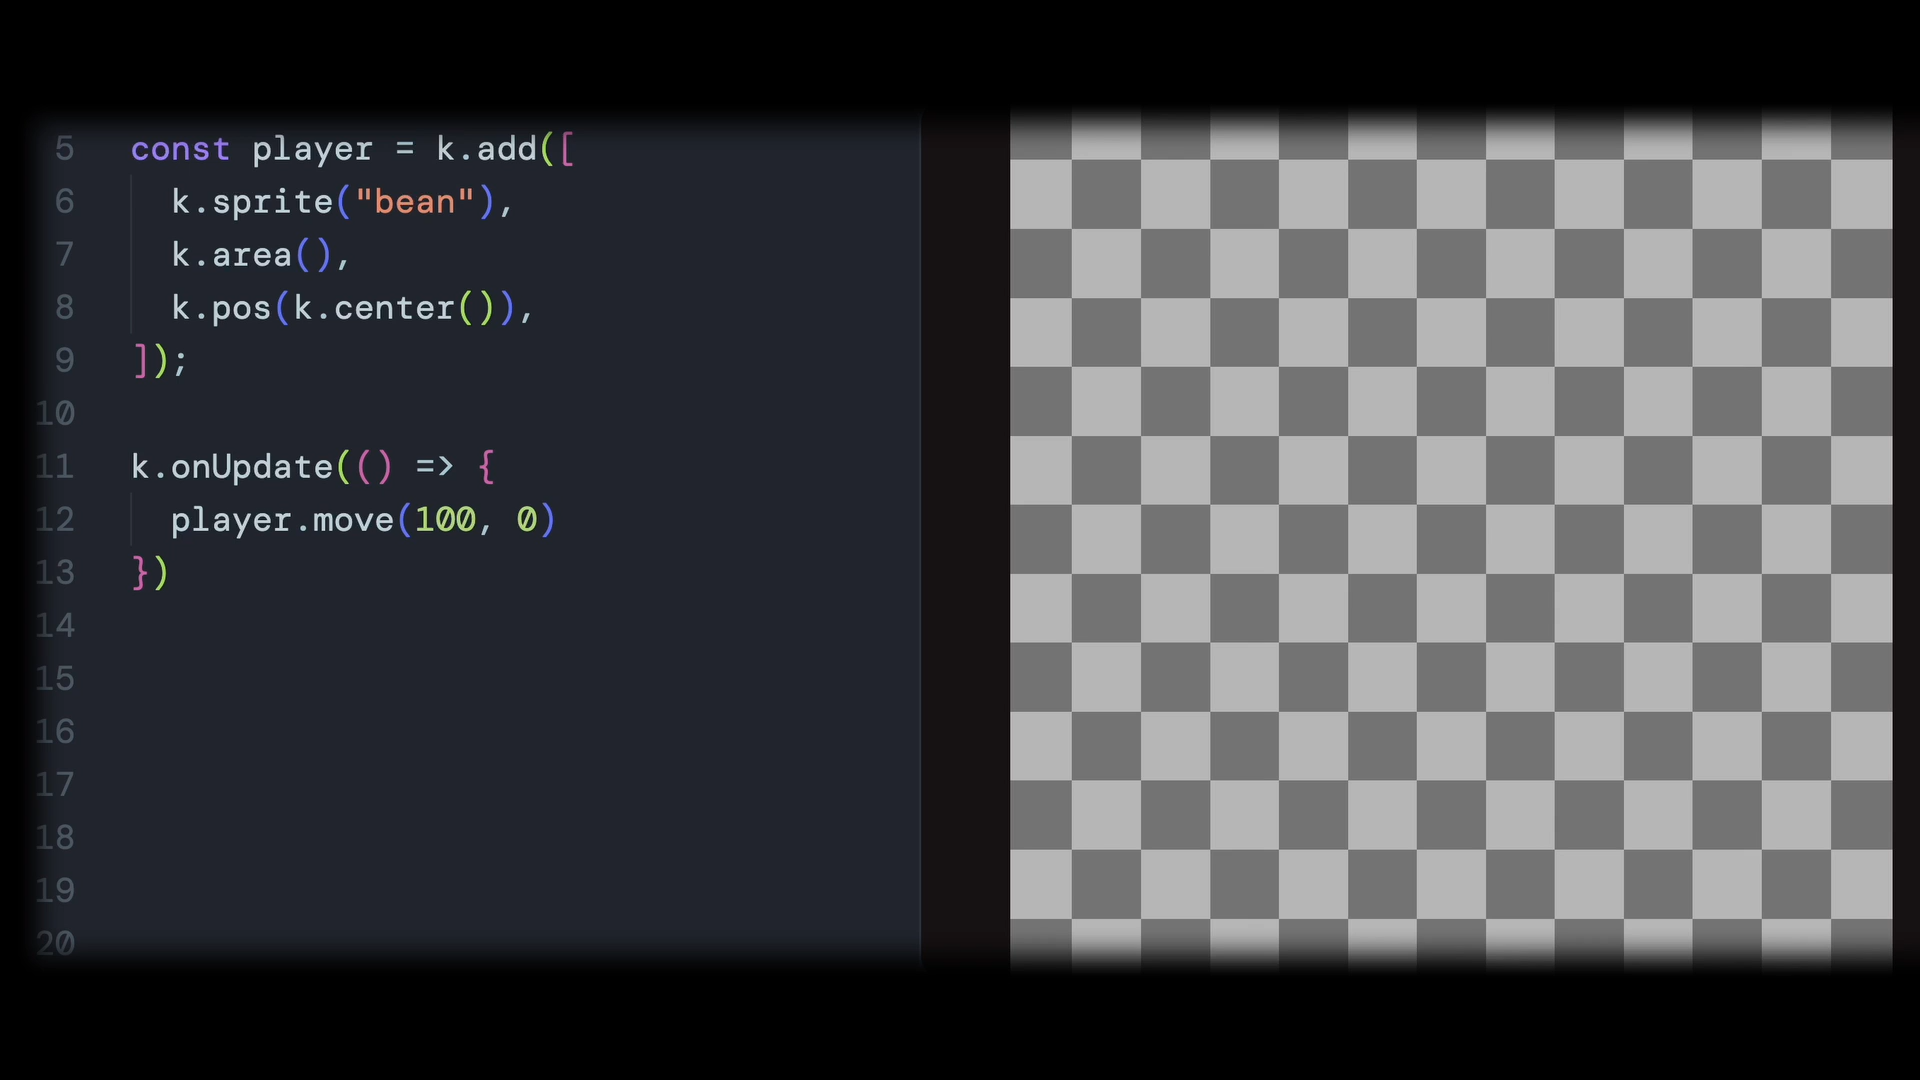 5 const player = k.add([
6 k.sprite("bean"),
7 k.area(),
8 k.pos(k.center()),
9 ]);
10
11 k.onUpdate(() => {
12 player.move(100, 0)
13 })
14
15
16
17
18
19
20